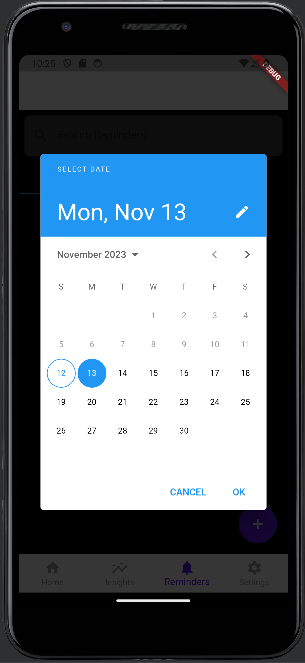 10:25
DEBUG
Search Reminders
SELECT DATE
Mon, Nov 13
November 2023
S M T W T F S
1 2 3 4
5 6 7 8 9 10 11
12 13 14 15 16 17 18
19 20 21 22 23 24 25
26 27 28 29 30
CANCEL OK
Home Insights Reminders Settings